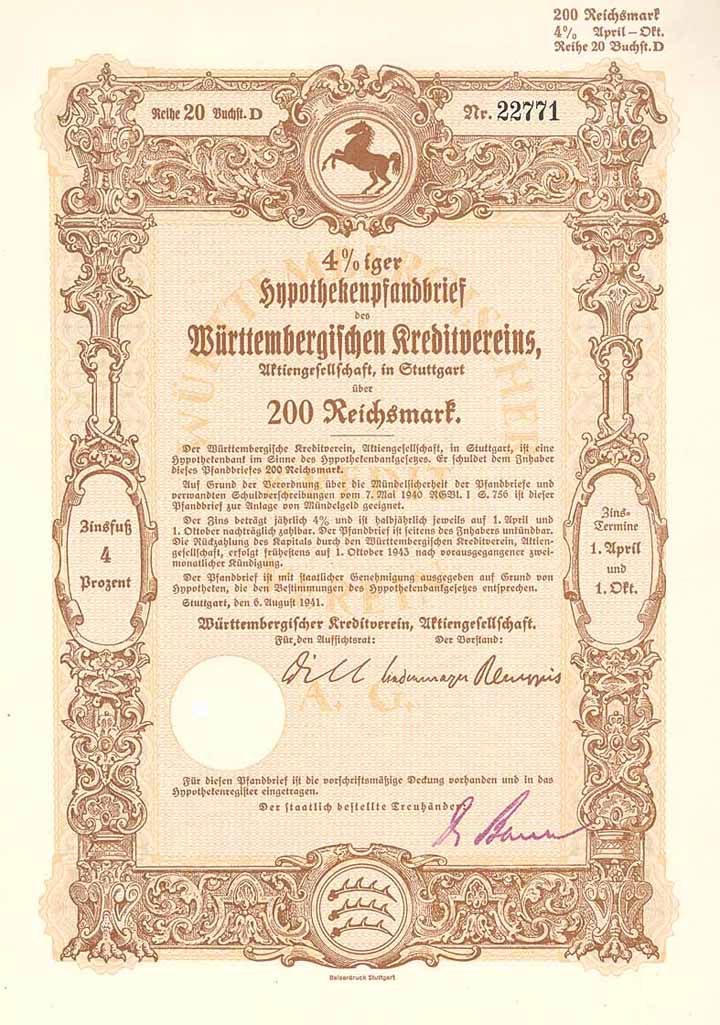 200 Reichsmark
4% April – Okt.
Reihe 20 Buchst. D
Reihe 20 Buchst. D
Nr. 22771
4%iger
Hypothekenpfandbrief
des
Württembergischen Kreditvereins,
Aktiengesellschaft, in Stuttgart
über
200 Reichsmark.
Der Württembergische Kreditverein, Aktiengesellschaft, in Stuttgart, ist eine
Hypothekenbank im Sinne des Hypothekenbankgesetzes. Er schuldet dem Inhaber
dieses Pfandbriefes 200 Reichsmark.
Auf Grund der Verordnung über die Mündelsicherheit der Pfandbriefe und
verwandten Schuldverschreibungen vom 7. Mai 1940 RGBl. I S. 756 ist dieser
Pfandbrief zur Anlage von Mündelgeld geeignet.
Der Zins beträgt jährlich 4% und ist halbjährlich jeweils auf 1. April und
1. Oktober nachträglich zahlbar. Der Pfandbrief ist seitens des Inhabers unkündbar.
Die Rückzahlung des Kapitals durch den Württembergischen Kreditverein, Aktien-
gesellschaft, erfolgt frühestens auf 1. Oktober 1943 nach vorausgegangener zwei-
monatlicher Kündigung.
Der Pfandbrief ist mit staatlicher Genehmigung ausgegeben auf Grund von
Hypotheken, die den Bestimmungen des Hypothekenbankgesetzes entsprechen.
Stuttgart, den 6. August 1941.
Zinsfuß
4
Prozent
Zins-
Termine
1. April
und
1. Okt.
Württembergischer Kreditverein, Aktiengesellschaft.
Für den Aufsichtsrat:
Der Vorstand:
Dill Lindenmayer Rempis
A. G.
Für diesen Pfandbrief ist die vorschriftsmäßige Deckung vorhanden und in das
Hypothekenregister eingetragen.
Der staatlich bestellte Treuhänder:
Belserdruck Stuttgart